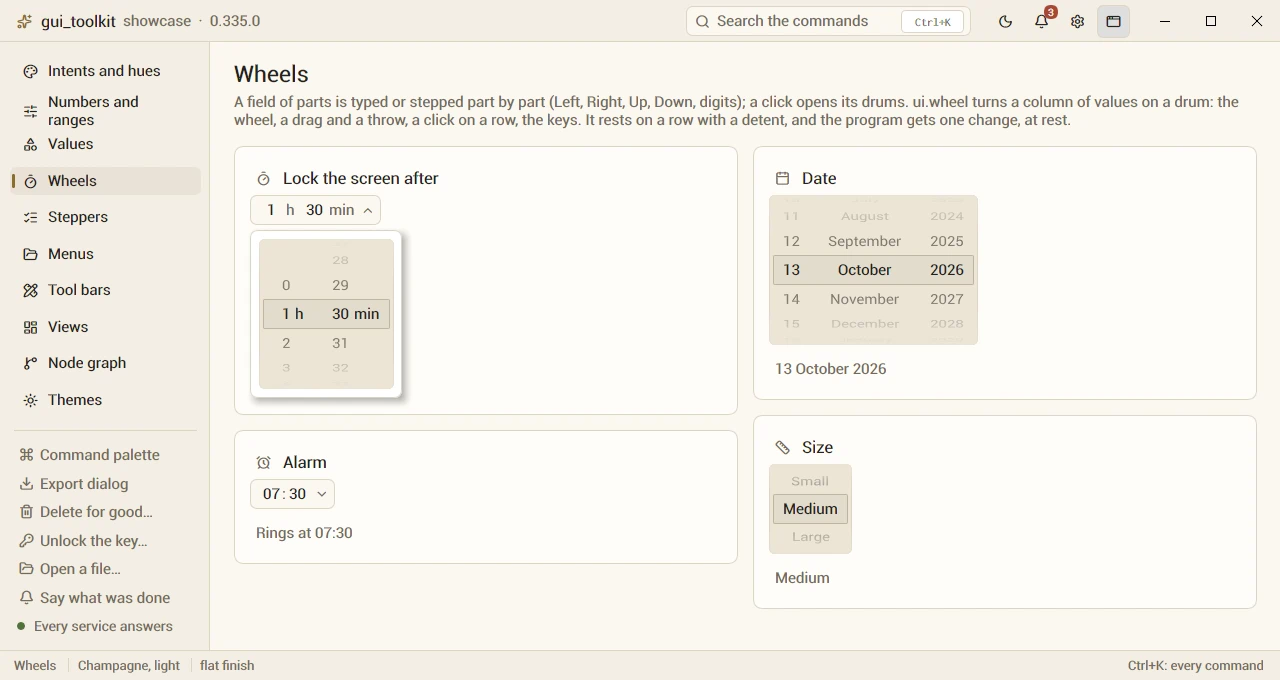 gui_toolkit showcase · 0.335.0
Search the commands Ctrl+K
3
Intents and hues
Numbers and
ranges
Values
Wheels
Steppers
Menus
Tool bars
Views
Node graph
Themes
Command palette
Export dialog
Delete for good...
Unlock the key...
Open a file...
Say what was done
Every service answers
Wheels
A field of parts is typed or stepped part by part (Left, Right, Up, Down, digits); a click opens its drums. ui.wheel turns a column of values on a drum: the
wheel, a drag and a throw, a click on a row, the keys. It rests on a row with a detent, and the program gets one change, at rest.
Lock the screen after
1 h 30 min
28
0 29
1 h 30 min
2 31
3 32
Alarm
07:30
Rings at 07:30
Date
11 August 2024
12 September 2025
13 October 2026
14 November 2027
15 December 2028
13 October 2026
Size
Small
Medium
Large
Medium
Wheels Champagne, light flat finish
Ctrl+K: every command